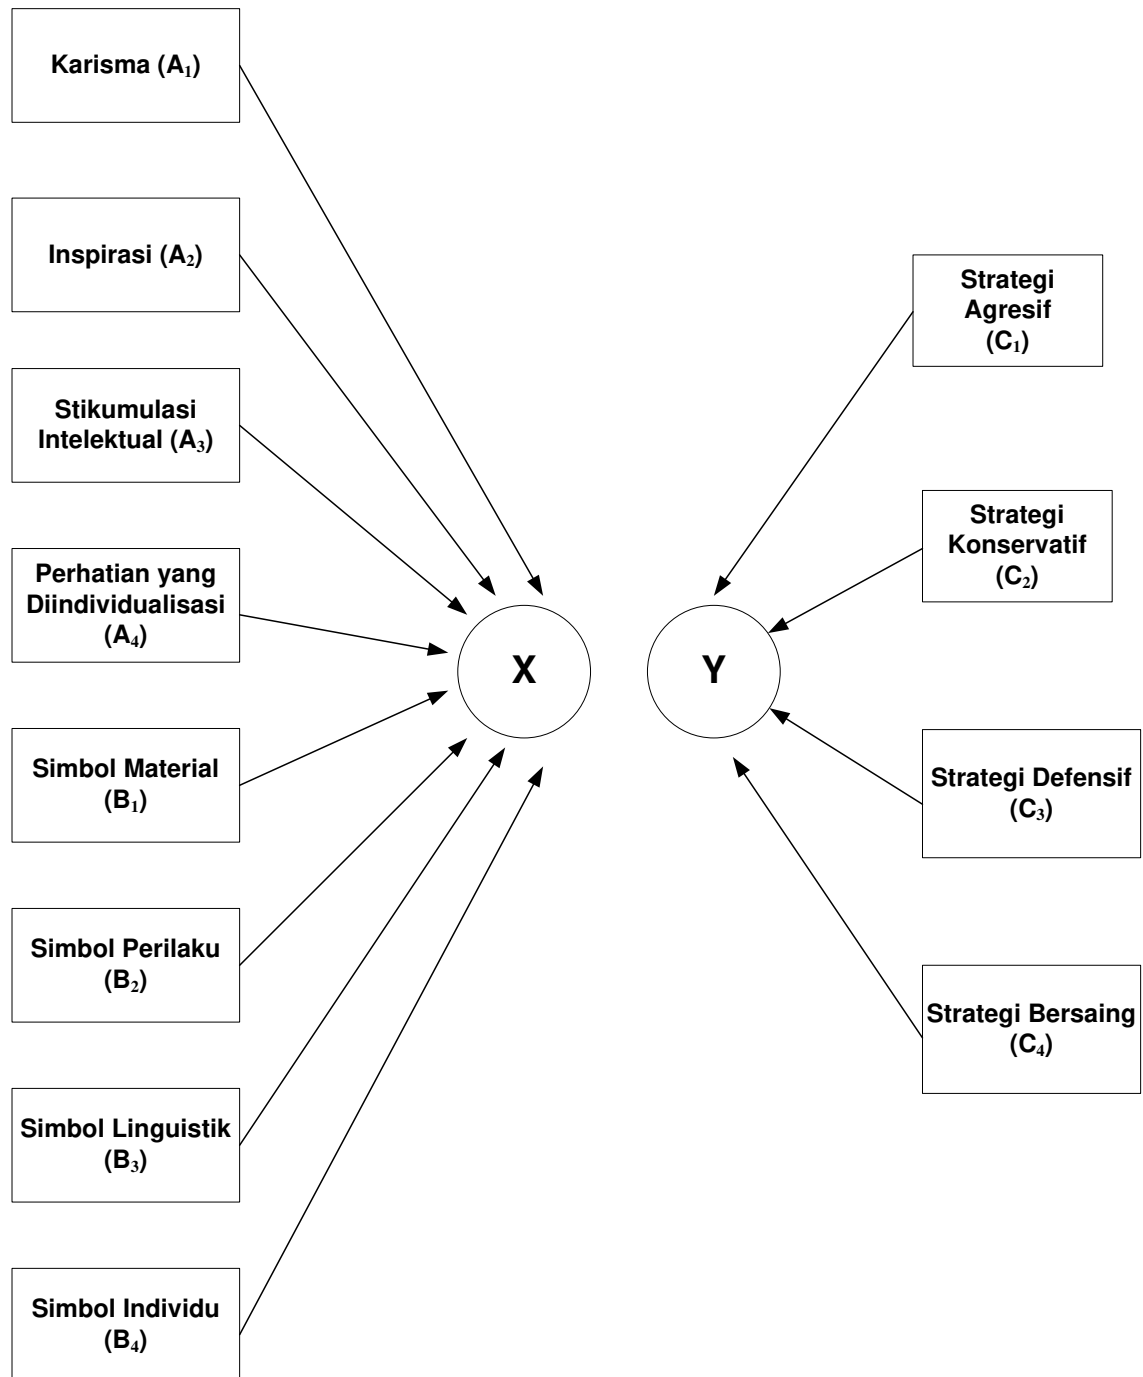 Karisma (A₁)
Inspirasi (A₂)
Stikumulasi
Intelektual (A₃)
Perhatian yang
Diindividualisasi
(A₄)
Simbol Material
(B₁)
Simbol Perilaku
(B₂)
Simbol Linguistik
(B₃)
Simbol Individu
(B₄)
X
Y
Strategi
Agresif
(C₁)
Strategi
Konservatif
(C₂)
Strategi Defensif
(C₃)
Strategi Bersaing
(C₄)